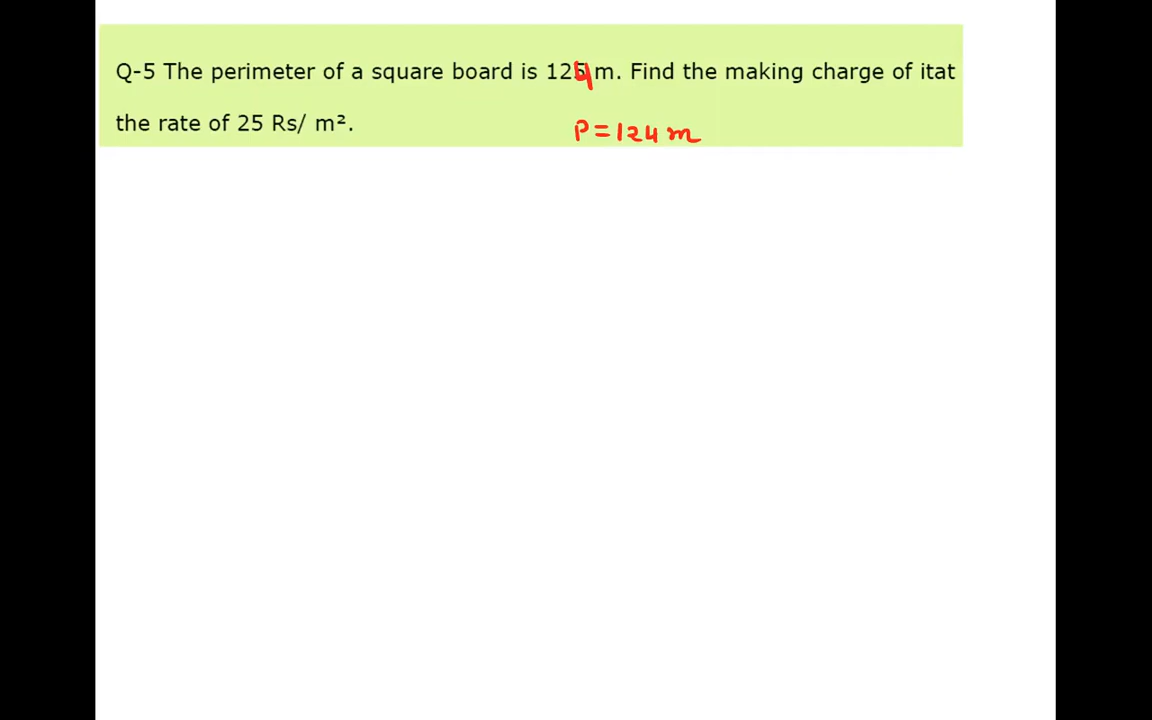 Q-5 The perimeter of a square board is 124 m. Find the making charge of itat
the rate of 25 Rs/ m².
P = 124 m